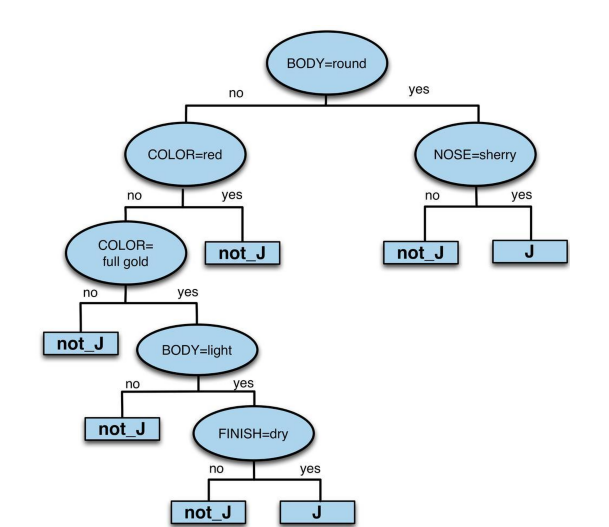 BODY=round
no
yes
COLOR=red
NOSE=sherry
no
yes
no
yes
COLOR=
full gold
not_J
not_J
J
no
yes
not_J
BODY=light
no
yes
not_J
FINISH=dry
no
yes
not_J
J